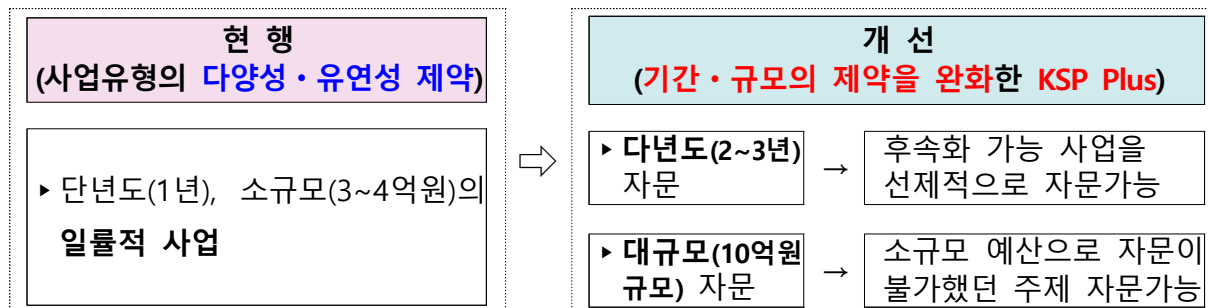 현 행
(사업유형의 다양성・유연성 제약)
▸단년도(1년), 소규모(3~4억원)의
일률적 사업
⇨
개 선
(기간・규모의 제약을 완화한 KSP Plus)
▸다년도(2~3년)
자문
→
후속화 가능 사업을
선제적으로 자문가능
▸대규모(10억원
규모) 자문
→
소규모 예산으로 자문이
불가했던 주제 자문가능